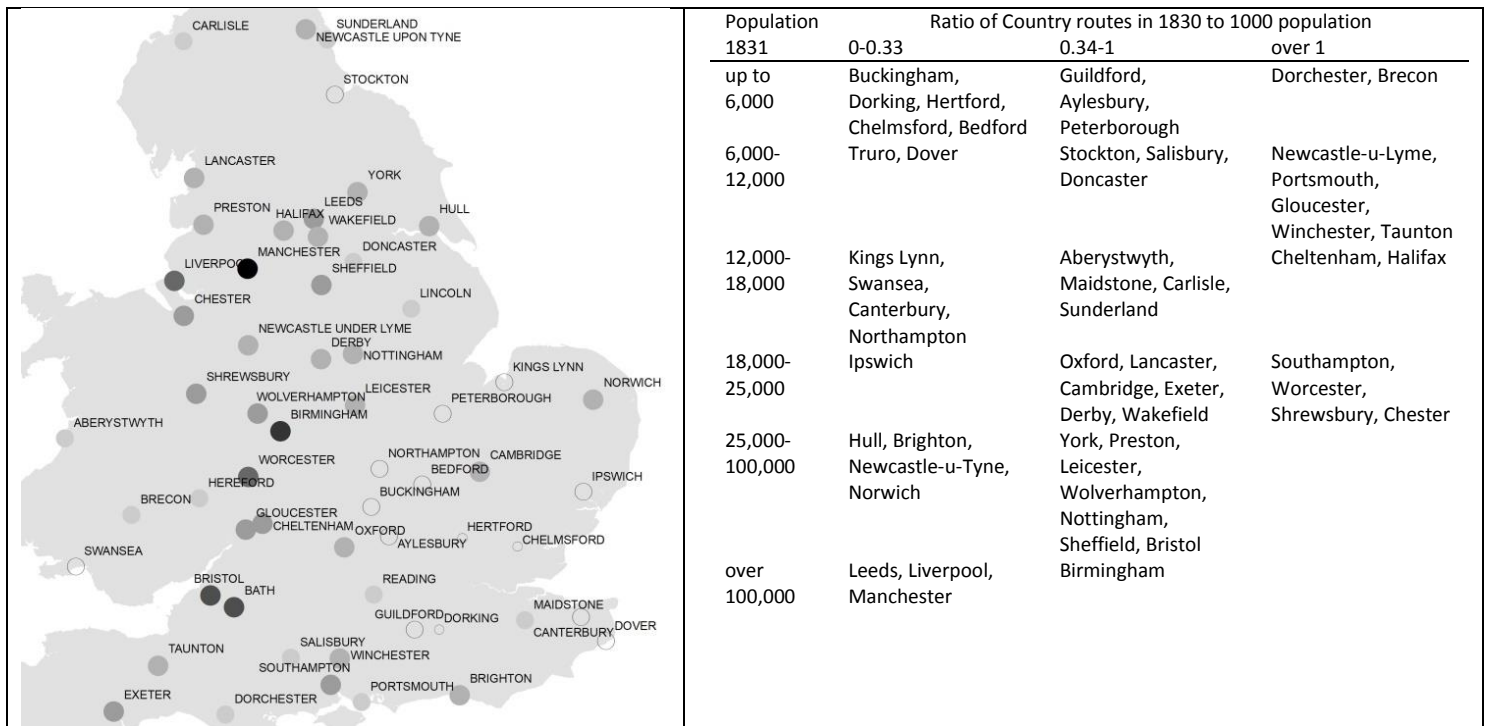 CARLISLE
SUNDERLAND
NEWCASTLE UPON TYNE
STOCKTON
LANCASTER
YORK
LEEDS
PRESTON
HALIFAX
WAKEFIELD
HULL
MANCHESTER
DONCASTER
LIVERPOOL
SHEFFIELD
CHESTER
LINCOLN
NEWCASTLE UNDER LYME
DERBY
NOTTINGHAM
KINGS LYNN
SHREWSBURY
LEICESTER
NORWICH
WOLVERHAMPTON
PETERBOROUGH
BIRMINGHAM
ABERYSTWYTH
NORTHAMPTON
CAMBRIDGE
WORCESTER
BEDFORD
IPSWICH
HEREFORD
BUCKINGHAM
BRECON
GLOUCESTER
CHELTENHAM
OXFORD
HERTFORD
AYLESBURY
CHELMSFORD
SWANSEA
BRISTOL
BATH
READING
MAIDSTONE
GUILDFORD
DORKING
DOVER
CANTERBURY
TAUNTON
SALISBURY
WINCHESTER
SOUTHAMPTON
EXETER
DORCHESTER
PORTSMOUTH
BRIGHTON
Population Ratio of Country routes in 1830 to 1000 population
1831 0-0.33 0.34-1 over 1
up to Buckingham, Guildford, Dorchester, Brecon
6,000 Dorking, Hertford, Aylesbury,
Chelmsford, Bedford Peterborough
6,000- Truro, Dover Stockton, Salisbury, Newcastle-u-Lyme,
12,000 Doncaster Portsmouth,
Gloucester,
Winchester, Taunton
12,000- Kings Lynn, Aberystwyth, Cheltenham, Halifax
18,000 Swansea, Maidstone, Carlisle,
Canterbury, Sunderland
Northampton
18,000- Ipswich Oxford, Lancaster, Southampton,
25,000 Cambridge, Exeter, Worcester,
Derby, Wakefield Shrewsbury, Chester
25,000- Hull, Brighton, York, Preston,
100,000 Newcastle-u-Tyne, Leicester,
Norwich Wolverhampton,
Nottingham,
Sheffield, Bristol
over Leeds, Liverpool, Birmingham
100,000 Manchester